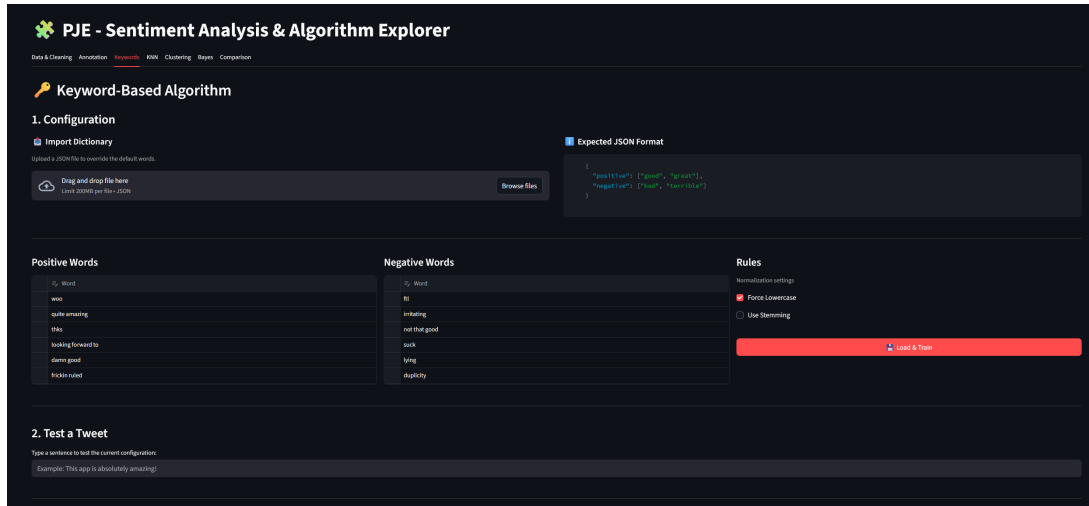 PJE - Sentiment Analysis & Algorithm Explorer
Data & Cleaning Annotation Keywords KNN Clustering Bayes Comparison
Keyword-Based Algorithm
1. Configuration
Import Dictionary
Upload a JSON file to override the default words.
Drag and drop file here
Limit 200MB per file • JSON
Browse files
Expected JSON Format
{
"positive": ["good", "great"],
"negative": ["bad", "terrible"]
}
Positive Words
Word
woo
quite amazing
thks
looking forward to
damn good
frickin ruled
Negative Words
Word
ftl
irritating
not that good
suck
lying
duplicity
Rules
Normalization settings
Force Lowercase
Use Stemming
Load & Train
2. Test a Tweet
Type a sentence to test the current configuration:
Example: This app is absolutely amazing!